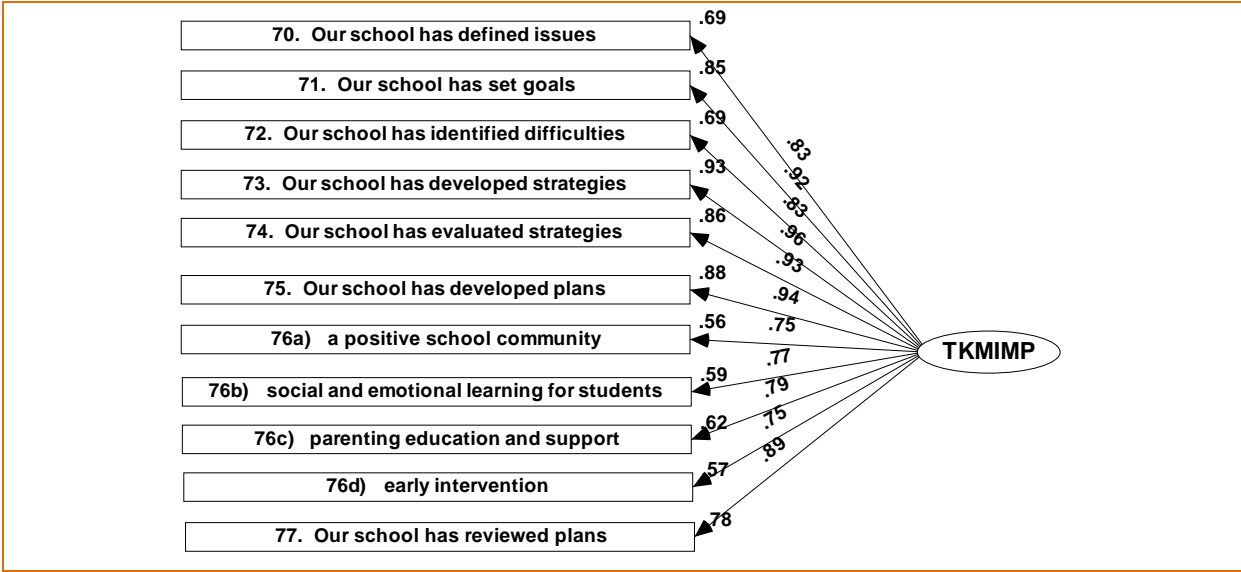 .69
70. Our school has defined issues
.85
71. Our school has set goals
.69
72. Our school has identified difficulties
.83
.93
.92
73. Our school has developed strategies
.83
.86
.96
74. Our school has evaluated strategies
.93
.88
75. Our school has developed plans
.94
.56
.75
76a) a positive school community
TKMIMP
.77
.59
76b) social and emotional learning for students
.79
.62
.75
76c) parenting education and support
.89
.57
76d) early intervention
.78
77. Our school has reviewed plans